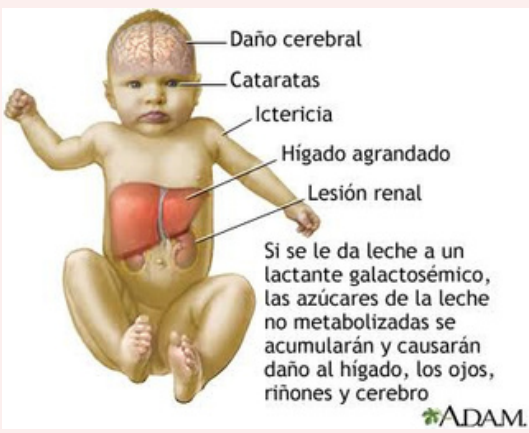 Daño cerebral
Cataratas
Ictericia
Hígado agrandado
Lesión renal
Si se le da leche a un
lactante galactosémico,
las azúcares de la leche
no metabolizadas se
acumularán y causarán
daño al hígado, los ojos,
riñones y cerebro
A.D.A.M.